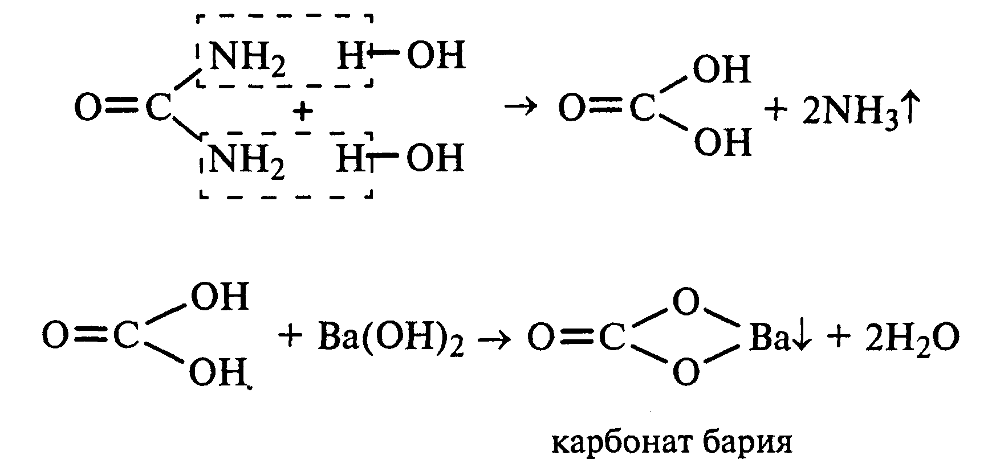 NH₂ H—OH
O=C + → O=C + 2NH₃↑
OH
OH
NH₂ H—OH
OH
O=C + Ba(OH)₂ → O=C Ba↓ + 2H₂O
OH
O
O
карбонат бария